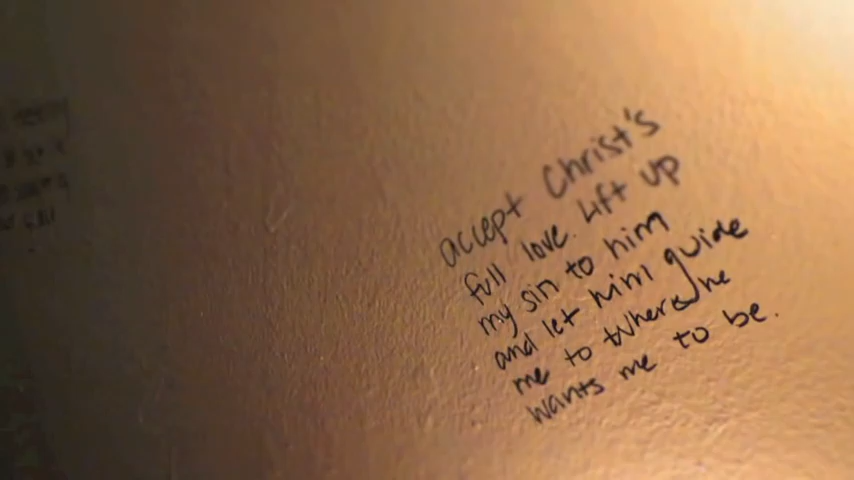 accept Christ's
full love. Lift up
my sin to him
and let him guide
me to where he
wants me to be.